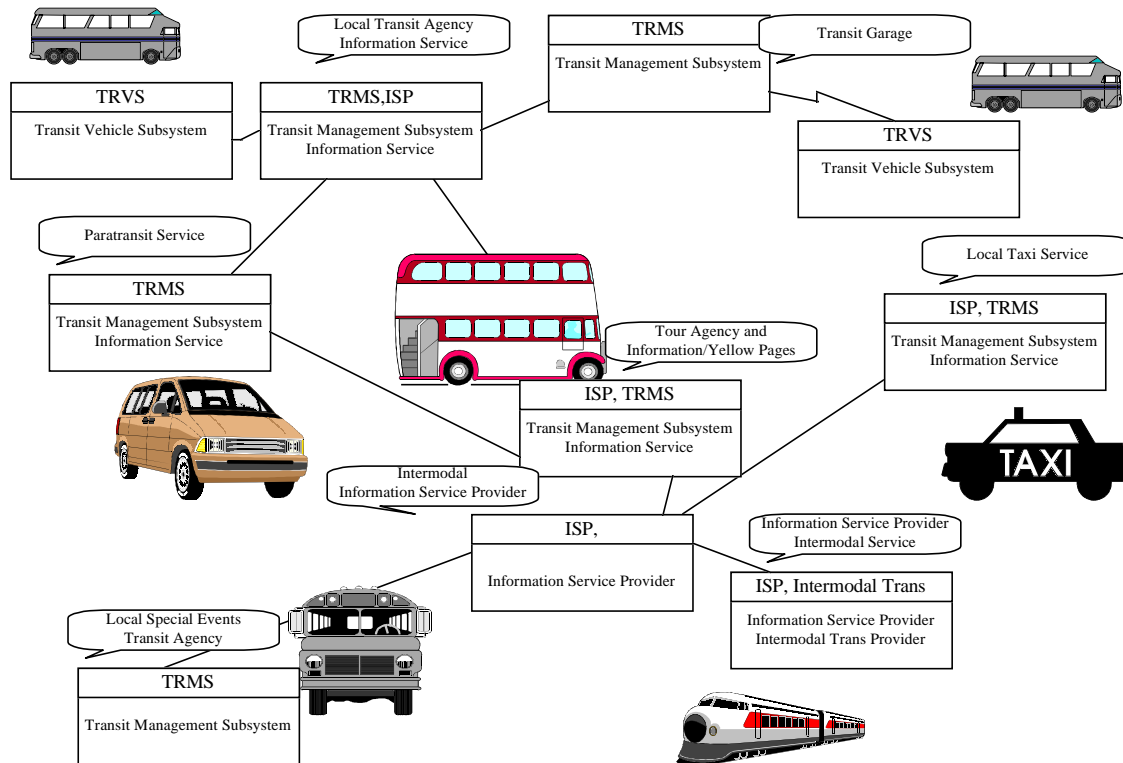 Local Transit Agency
Information Service
TRMS
Transit Management Subsystem
Transit Garage
TRVS
Transit Vehicle Subsystem
TRMS,ISP
Transit Management Subsystem
Information Service
TRVS
Transit Vehicle Subsystem
Paratransit Service
TRMS
Transit Management Subsystem
Information Service
Local Taxi Service
ISP, TRMS
Transit Management Subsystem
Information Service
Tour Agency and
Information/Yellow Pages
ISP, TRMS
Transit Management Subsystem
Information Service
TAXI
Intermodal
Information Service Provider
ISP,
Information Service Provider
Information Service Provider
Intermodal Service
ISP, Intermodal Trans
Information Service Provider
Intermodal Trans Provider
Local Special Events
Transit Agency
TRMS
Transit Management Subsystem